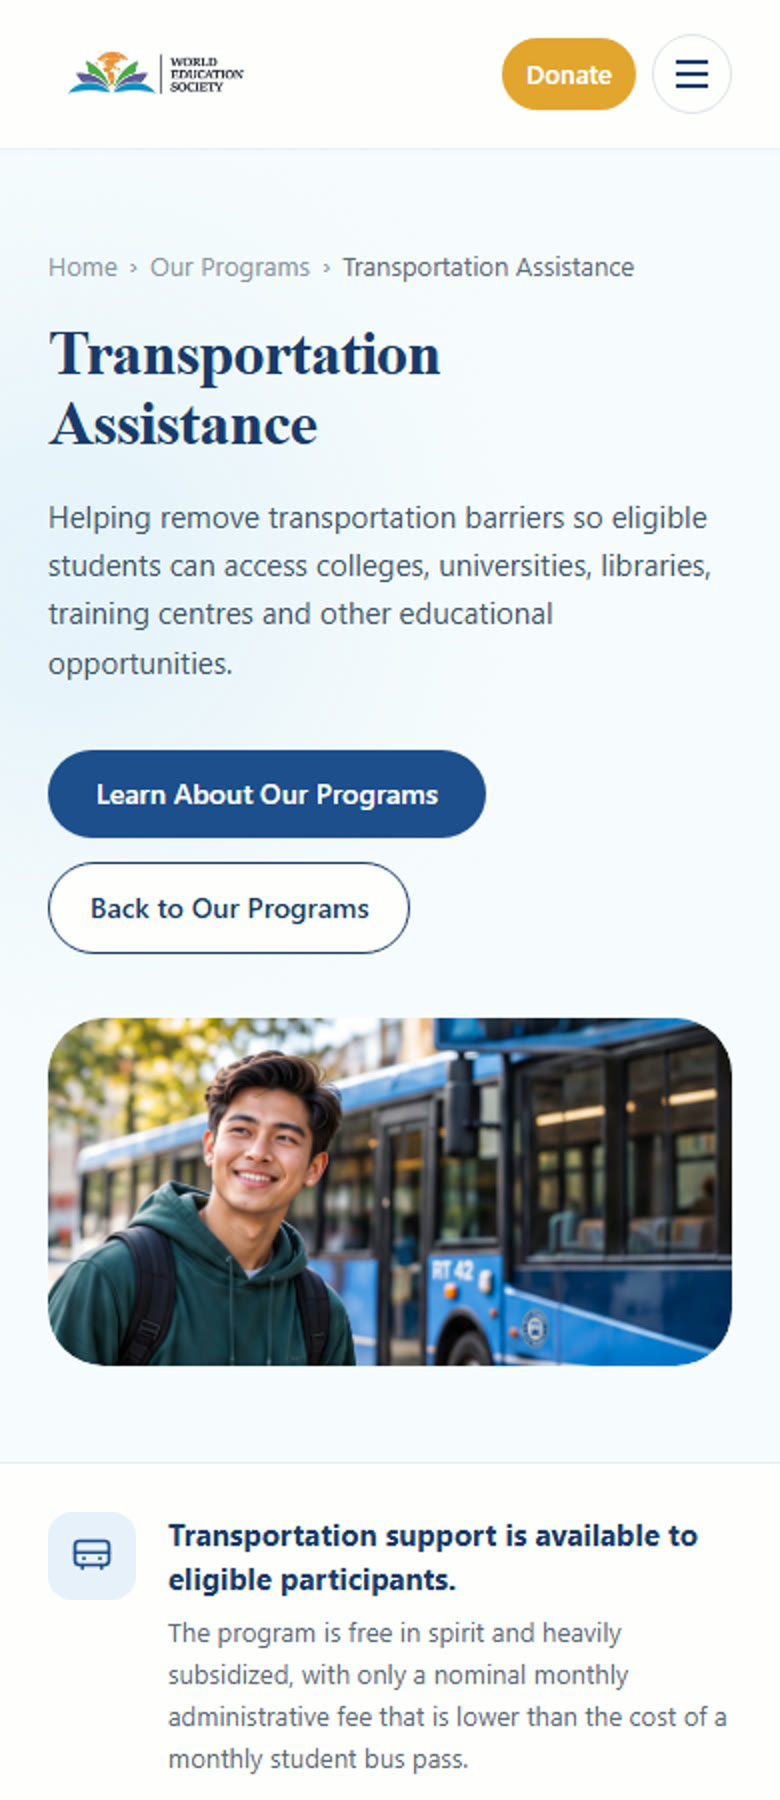 WORLD
EDUCATION
SOCIETY
Donate
Home › Our Programs › Transportation Assistance
Transportation
Assistance
Helping remove transportation barriers so eligible
students can access colleges, universities, libraries,
training centres and other educational
opportunities.
Learn About Our Programs
Back to Our Programs
RT 42
Transportation support is available to
eligible participants.
The program is free in spirit and heavily
subsidized, with only a nominal monthly
administrative fee that is lower than the cost of a
monthly student bus pass.